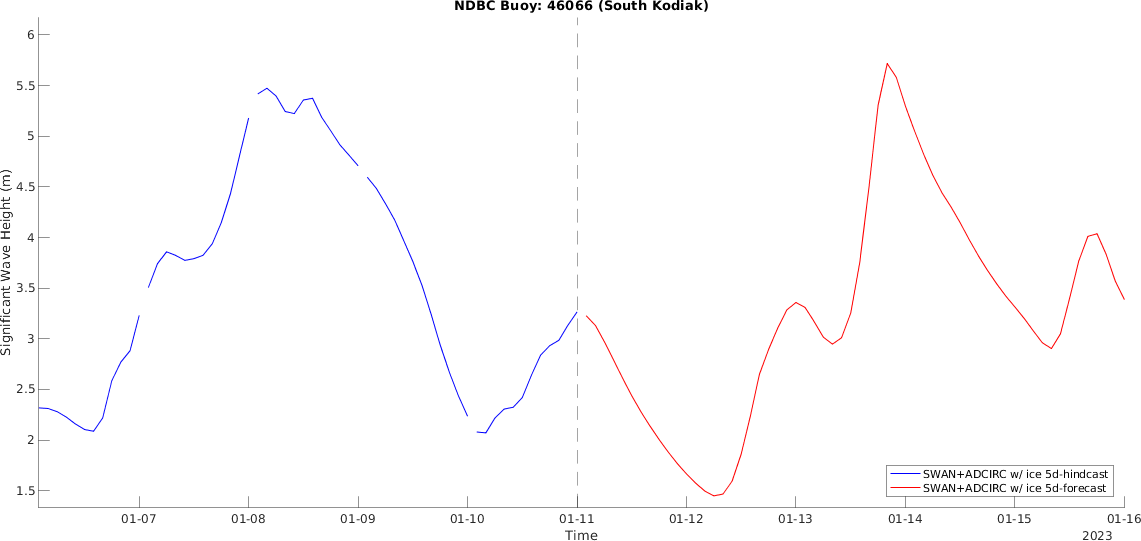 NDBC Buoy: 46066 (South Kodiak)
Significant Wave Height (m)
6
5.5
5
4.5
4
3.5
3
2.5
2
1.5
SWAN+ADCIRC w/ ice 5d-hindcast
SWAN+ADCIRC w/ ice 5d-forecast
01-07 01-08 01-09 01-10 01-11 01-12 01-13 01-14 01-15 01-16
Time
2023